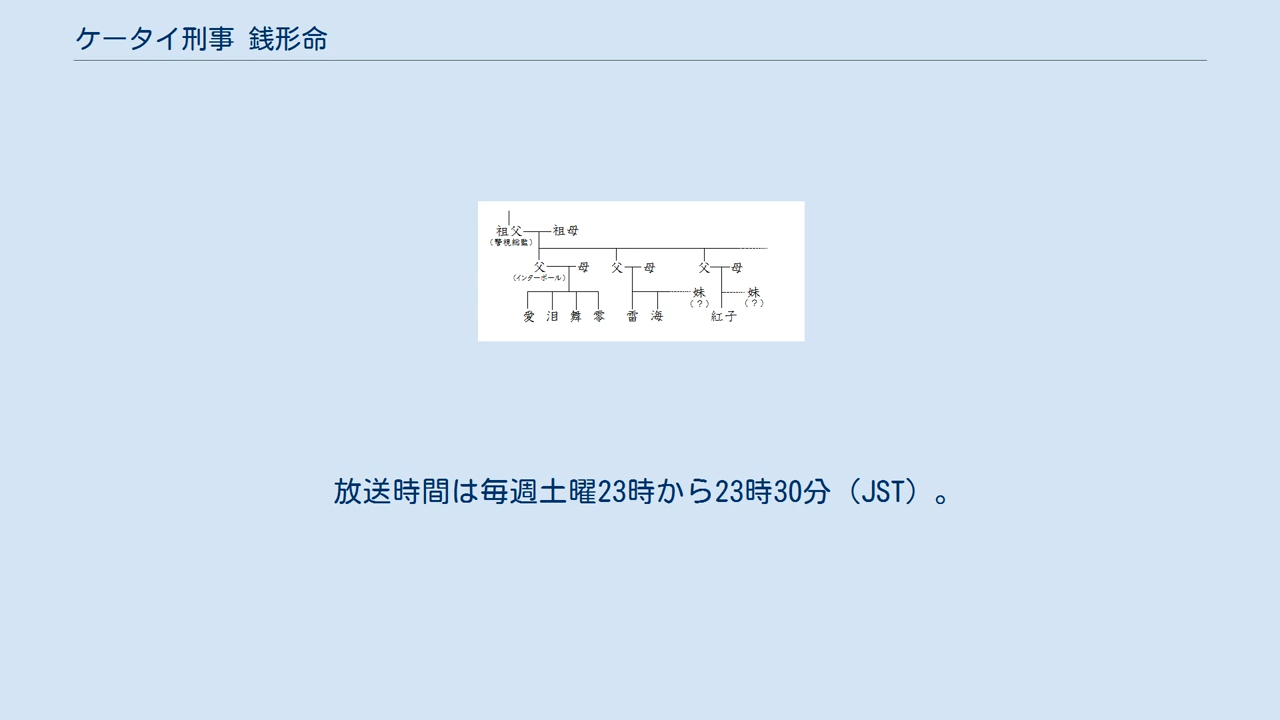 ケータイ刑事 銭形命
祖父 祖母
(警視総監)
父 母 父 母 父 母
(インターポール)
妹 妹
(?) (?)
愛 泪 舞 零 雷 海 紅子
放送時間は毎週土曜23時から23時30分（JST）。